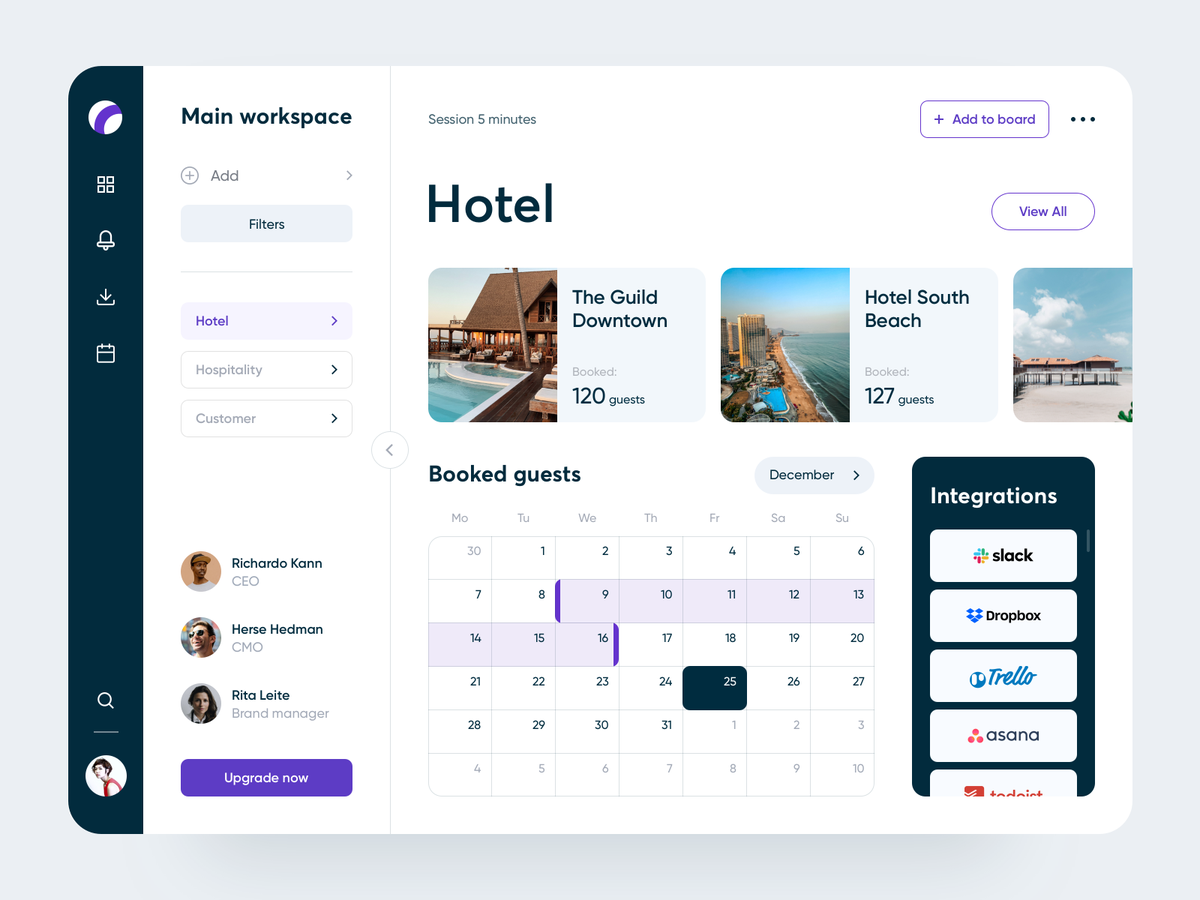 Main workspace
Add
Filters
Hotel
Hospitality
Customer
Richardo Kann
CEO
Herse Hedman
CMO
Rita Leite
Brand manager
Upgrade now
Session 5 minutes
+ Add to board
Hotel
View All
The Guild
Downtown
Booked:
120 guests
Hotel South
Beach
Booked:
127 guests
Booked guests
December
Mo Tu We Th Fr Sa Su
30 1 2 3 4 5 6
7 8 9 10 11 12 13
14 15 16 17 18 19 20
21 22 23 24 25 26 27
28 29 30 31 1 2 3
4 5 6 7 8 9 10
Integrations
slack
Dropbox
Trello
asana
todoist